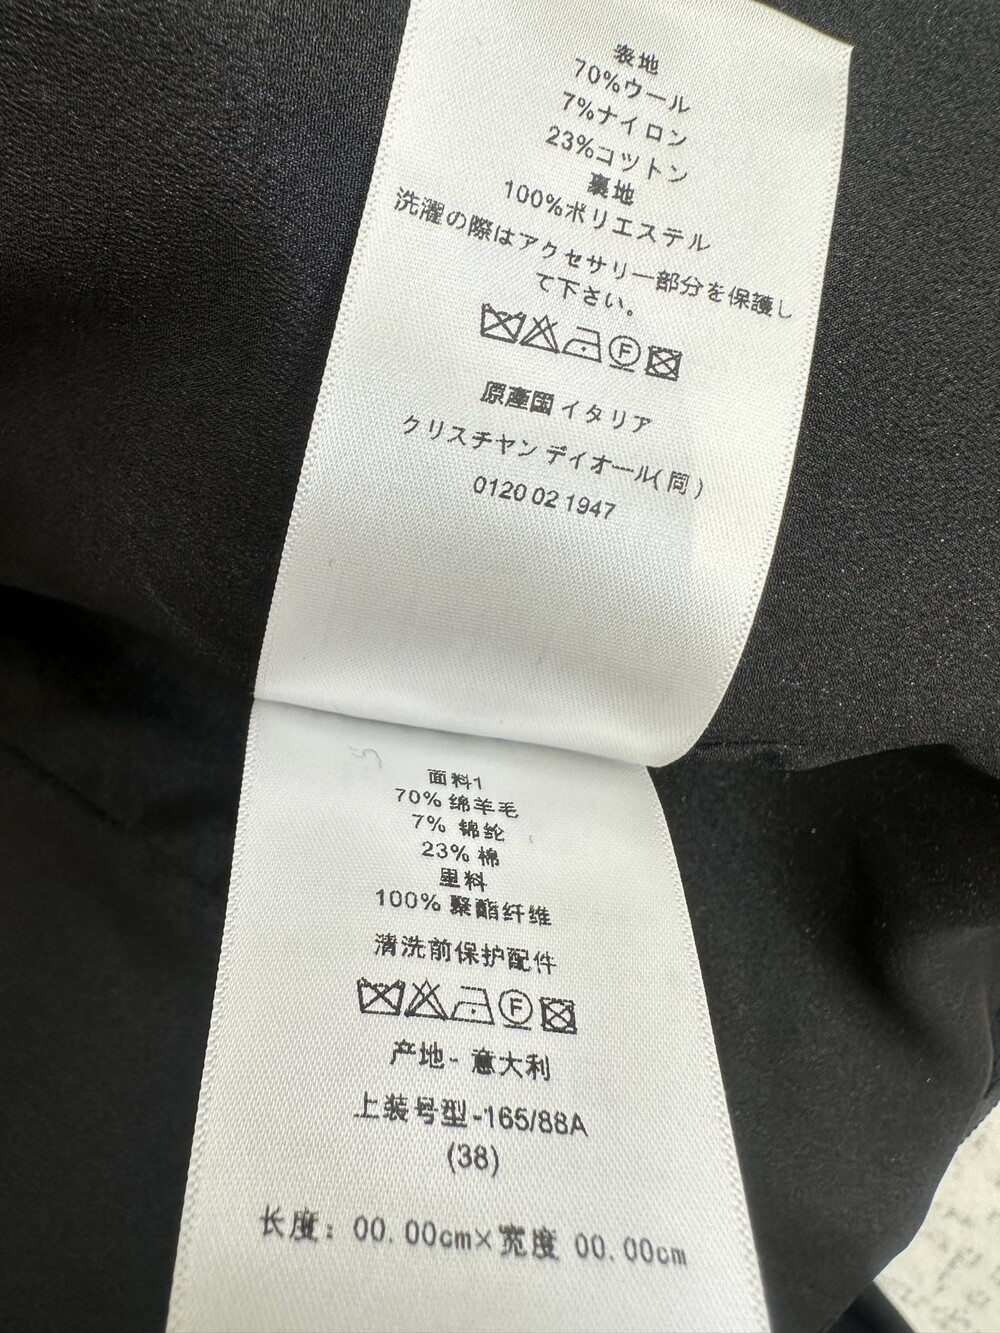 表地
70%ウール
7%ナイロン
23%コットン
裏地
100%ポリエステル
洗濯の際はアクセサリー部分を保護し
て下さい。
F
原產国 イタリア
クリスチャン ディオール(同)
0120 02 1947
面料1
70% 绵羊毛
7% 锦纶
23% 棉
里料
100% 聚酯纤维
清洗前保护配件
F
产地- 意大利
上装号型-165/88A
(38)
长度：00.00cm×宽度 00.00cm